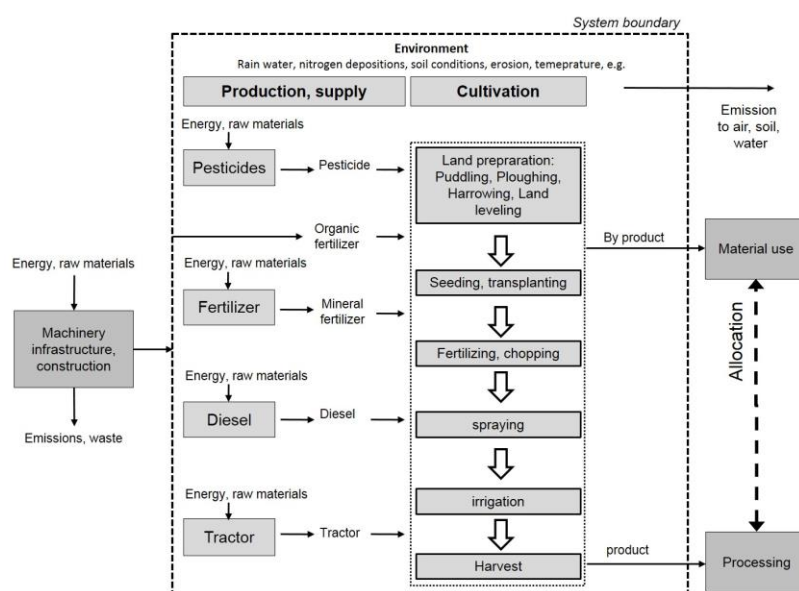 System boundary
Environment
Rain water, nitrogen depositions, soil conditions, erosion, temeprature, e.g.
Production, supply
Cultivation
Emission
to air, soil,
water
Energy, raw materials
Pesticides
Pesticide
Land prepraration:
Puddling, Ploughing,
Harrowing, Land
leveling
Organic
fertilizer
By product
Material use
Energy, raw materials
Energy, raw materials
Fertilizer
Mineral
fertilizer
Seeding, transplanting
Machinery
infrastructure,
construction
Fertilizing, chopping
Allocation
Energy, raw materials
Diesel
Diesel
spraying
Emissions, waste
Energy, raw materials
irrigation
Tractor
Tractor
Harvest
product
Processing